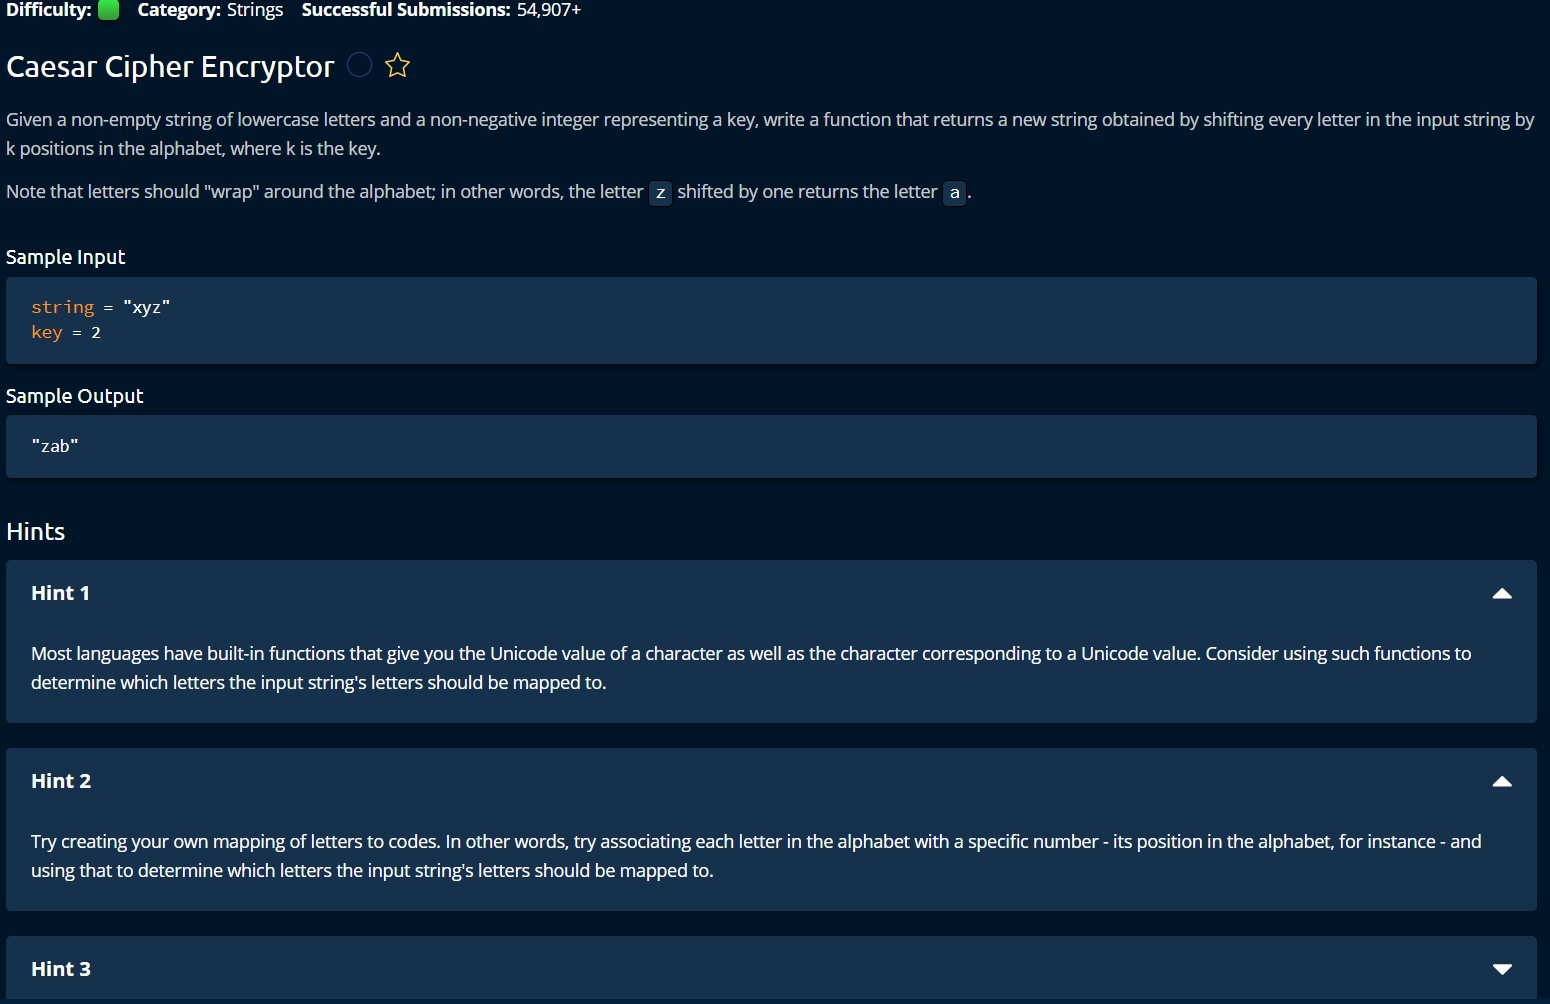 Difficulty: Category: Strings Successful Submissions: 54,907+
Caesar Cipher Encryptor
Given a non-empty string of lowercase letters and a non-negative integer representing a key, write a function that returns a new string obtained by shifting every letter in the input string by
k positions in the alphabet, where k is the key.
Note that letters should "wrap" around the alphabet; in other words, the letter z shifted by one returns the letter a.
Sample Input
string = "xyz"
key = 2
Sample Output
"zab"
Hints
Hint 1
Most languages have built-in functions that give you the Unicode value of a character as well as the character corresponding to a Unicode value. Consider using such functions to
determine which letters the input string's letters should be mapped to.
Hint 2
Try creating your own mapping of letters to codes. In other words, try associating each letter in the alphabet with a specific number - its position in the alphabet, for instance - and
using that to determine which letters the input string's letters should be mapped to.
Hint 3